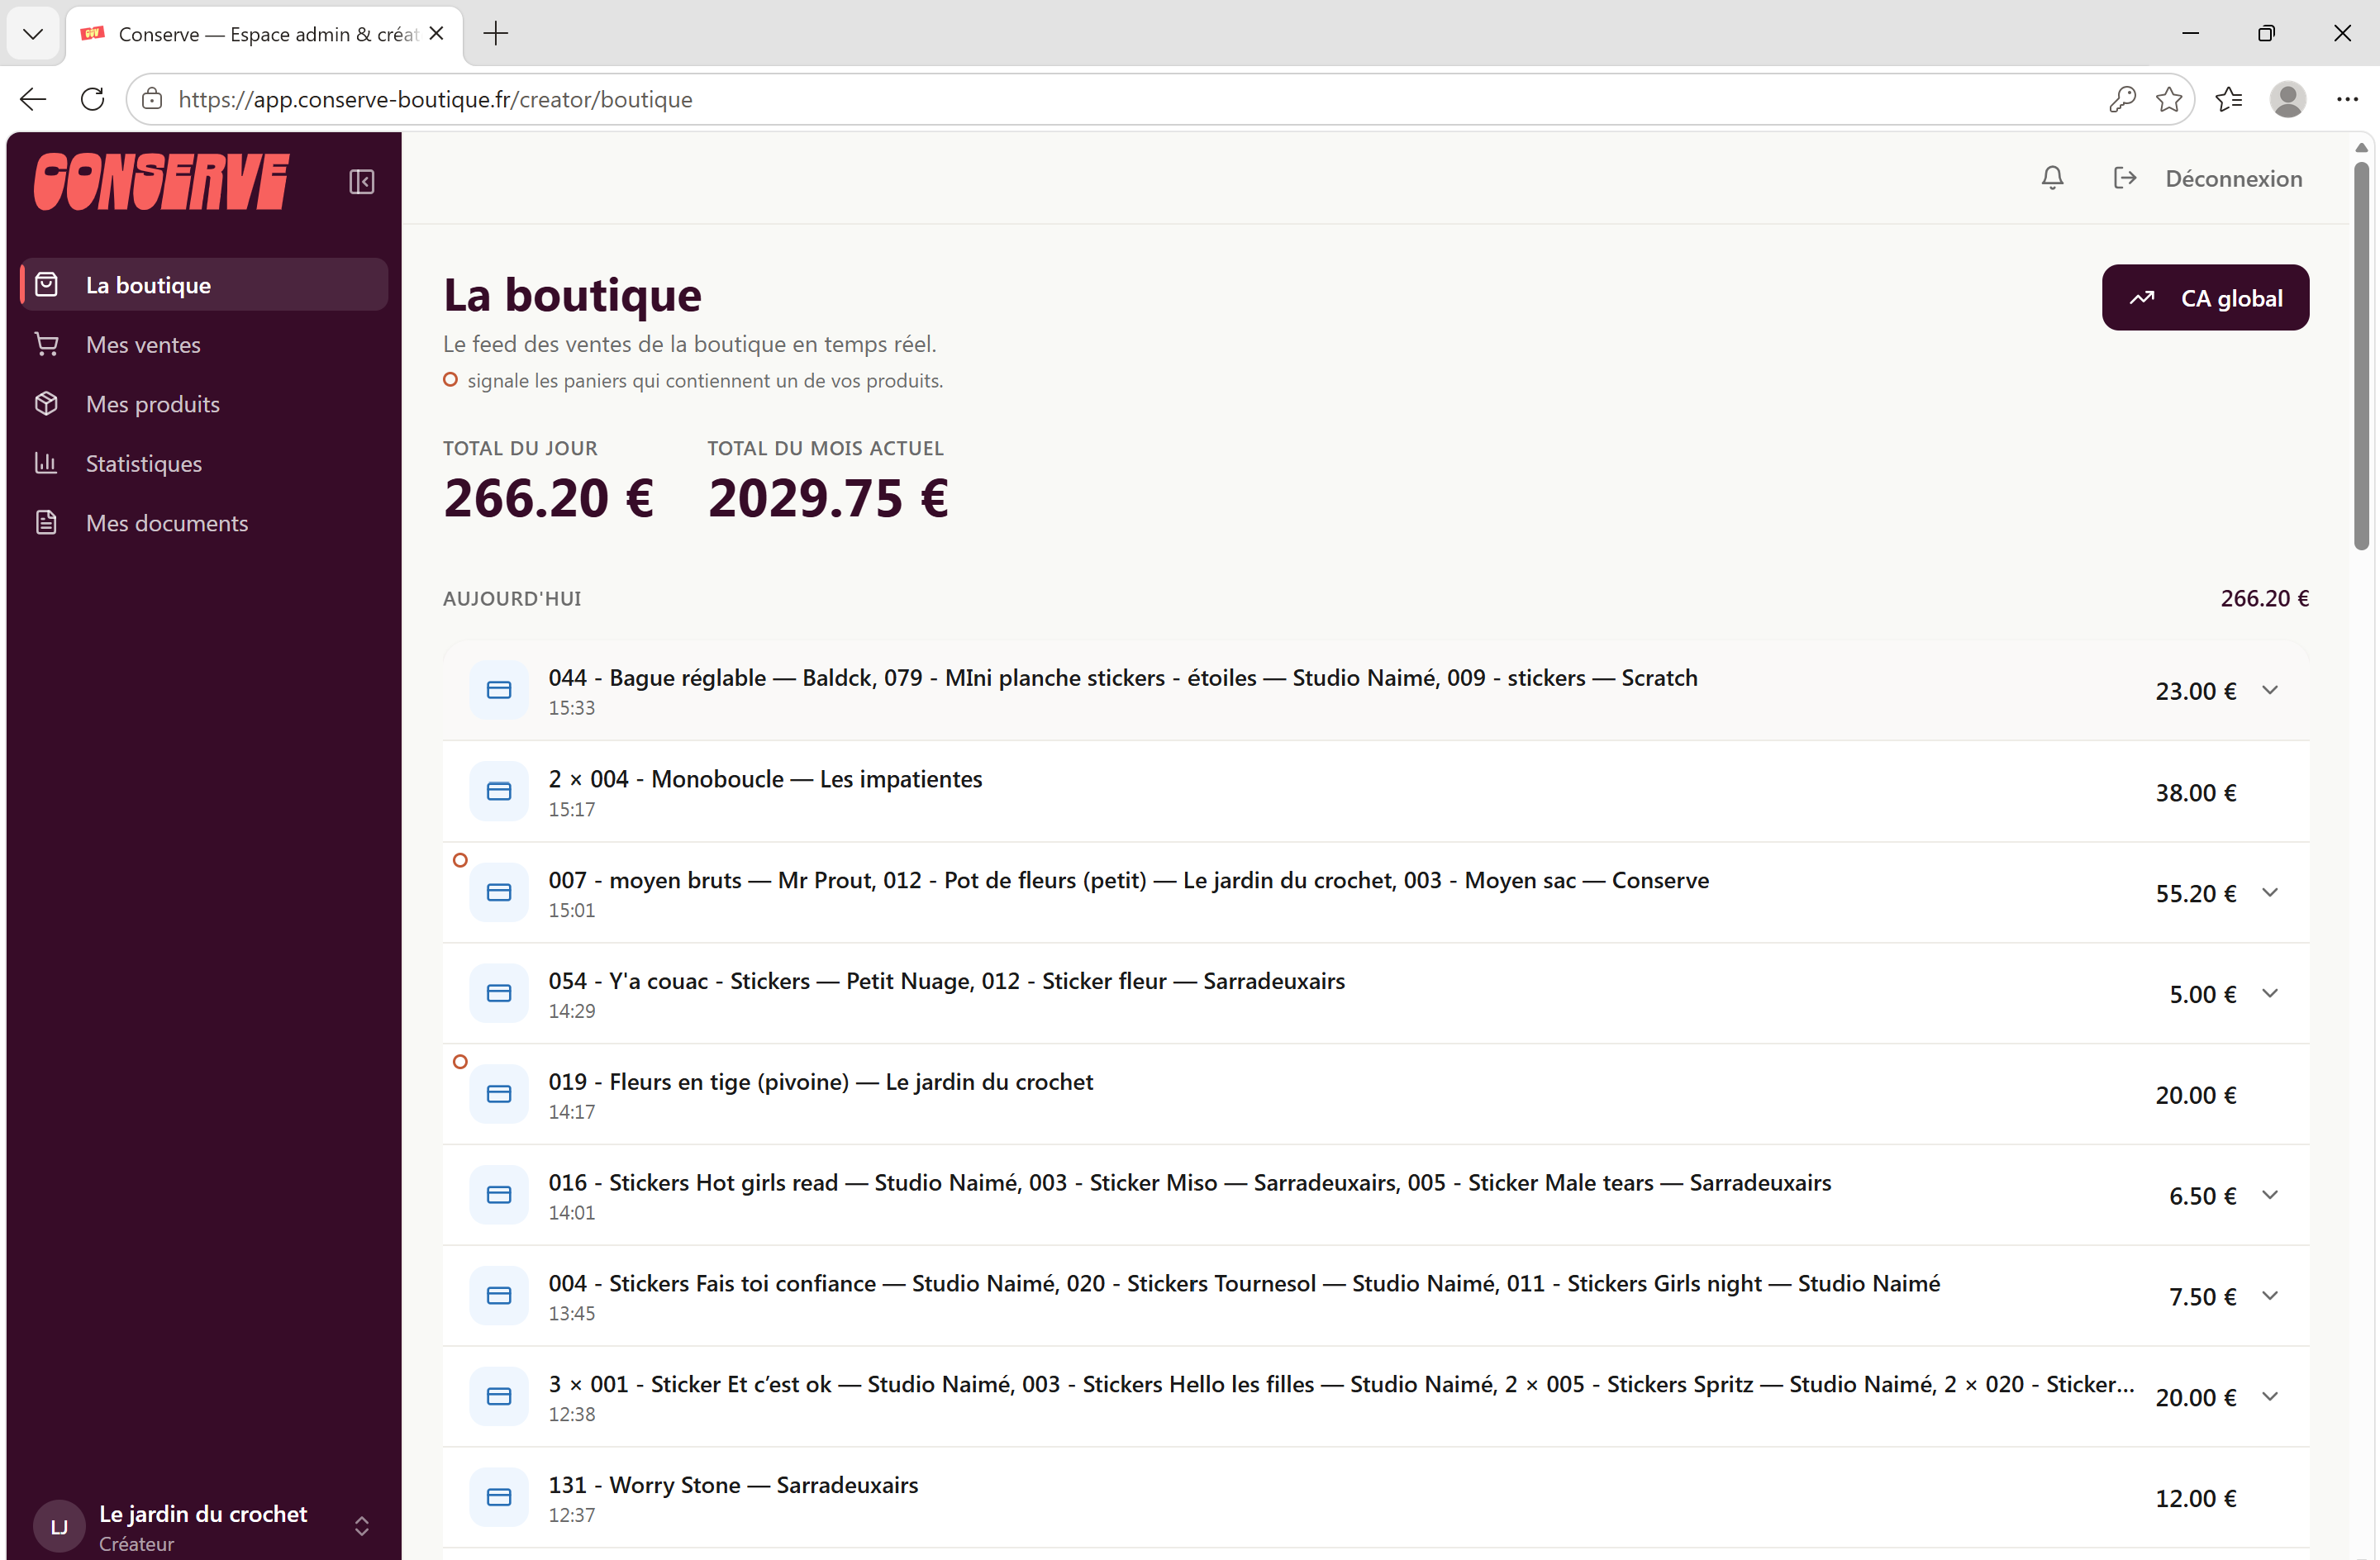 Conserve — Espace admin & créat
https://app.conserve-boutique.fr/creator/boutique
CONSERVE
La boutique
Mes ventes
Mes produits
Statistiques
Mes documents
LJ
Le jardin du crochet
Créateur
Déconnexion
La boutique
CA global
Le feed des ventes de la boutique en temps réel.
signale les paniers qui contiennent un de vos produits.
TOTAL DU JOUR
266.20 €
TOTAL DU MOIS ACTUEL
2029.75 €
AUJOURD'HUI
266.20 €
044 - Bague réglable — Baldck, 079 - MIni planche stickers - étoiles — Studio Naimé, 009 - stickers — Scratch
15:33
23.00 €
2 × 004 - Monoboucle — Les impatientes
15:17
38.00 €
007 - moyen bruts — Mr Prout, 012 - Pot de fleurs (petit) — Le jardin du crochet, 003 - Moyen sac — Conserve
15:01
55.20 €
054 - Y'a couac - Stickers — Petit Nuage, 012 - Sticker fleur — Sarradeuxairs
14:29
5.00 €
019 - Fleurs en tige (pivoine) — Le jardin du crochet
14:17
20.00 €
016 - Stickers Hot girls read — Studio Naimé, 003 - Sticker Miso — Sarradeuxairs, 005 - Sticker Male tears — Sarradeuxairs
14:01
6.50 €
004 - Stickers Fais toi confiance — Studio Naimé, 020 - Stickers Tournesol — Studio Naimé, 011 - Stickers Girls night — Studio Naimé
13:45
7.50 €
3 × 001 - Sticker Et c’est ok — Studio Naimé, 003 - Stickers Hello les filles — Studio Naimé, 2 × 005 - Stickers Spritz — Studio Naimé, 2 × 020 - Sticker...
12:38
20.00 €
131 - Worry Stone — Sarradeuxairs
12:37
12.00 €